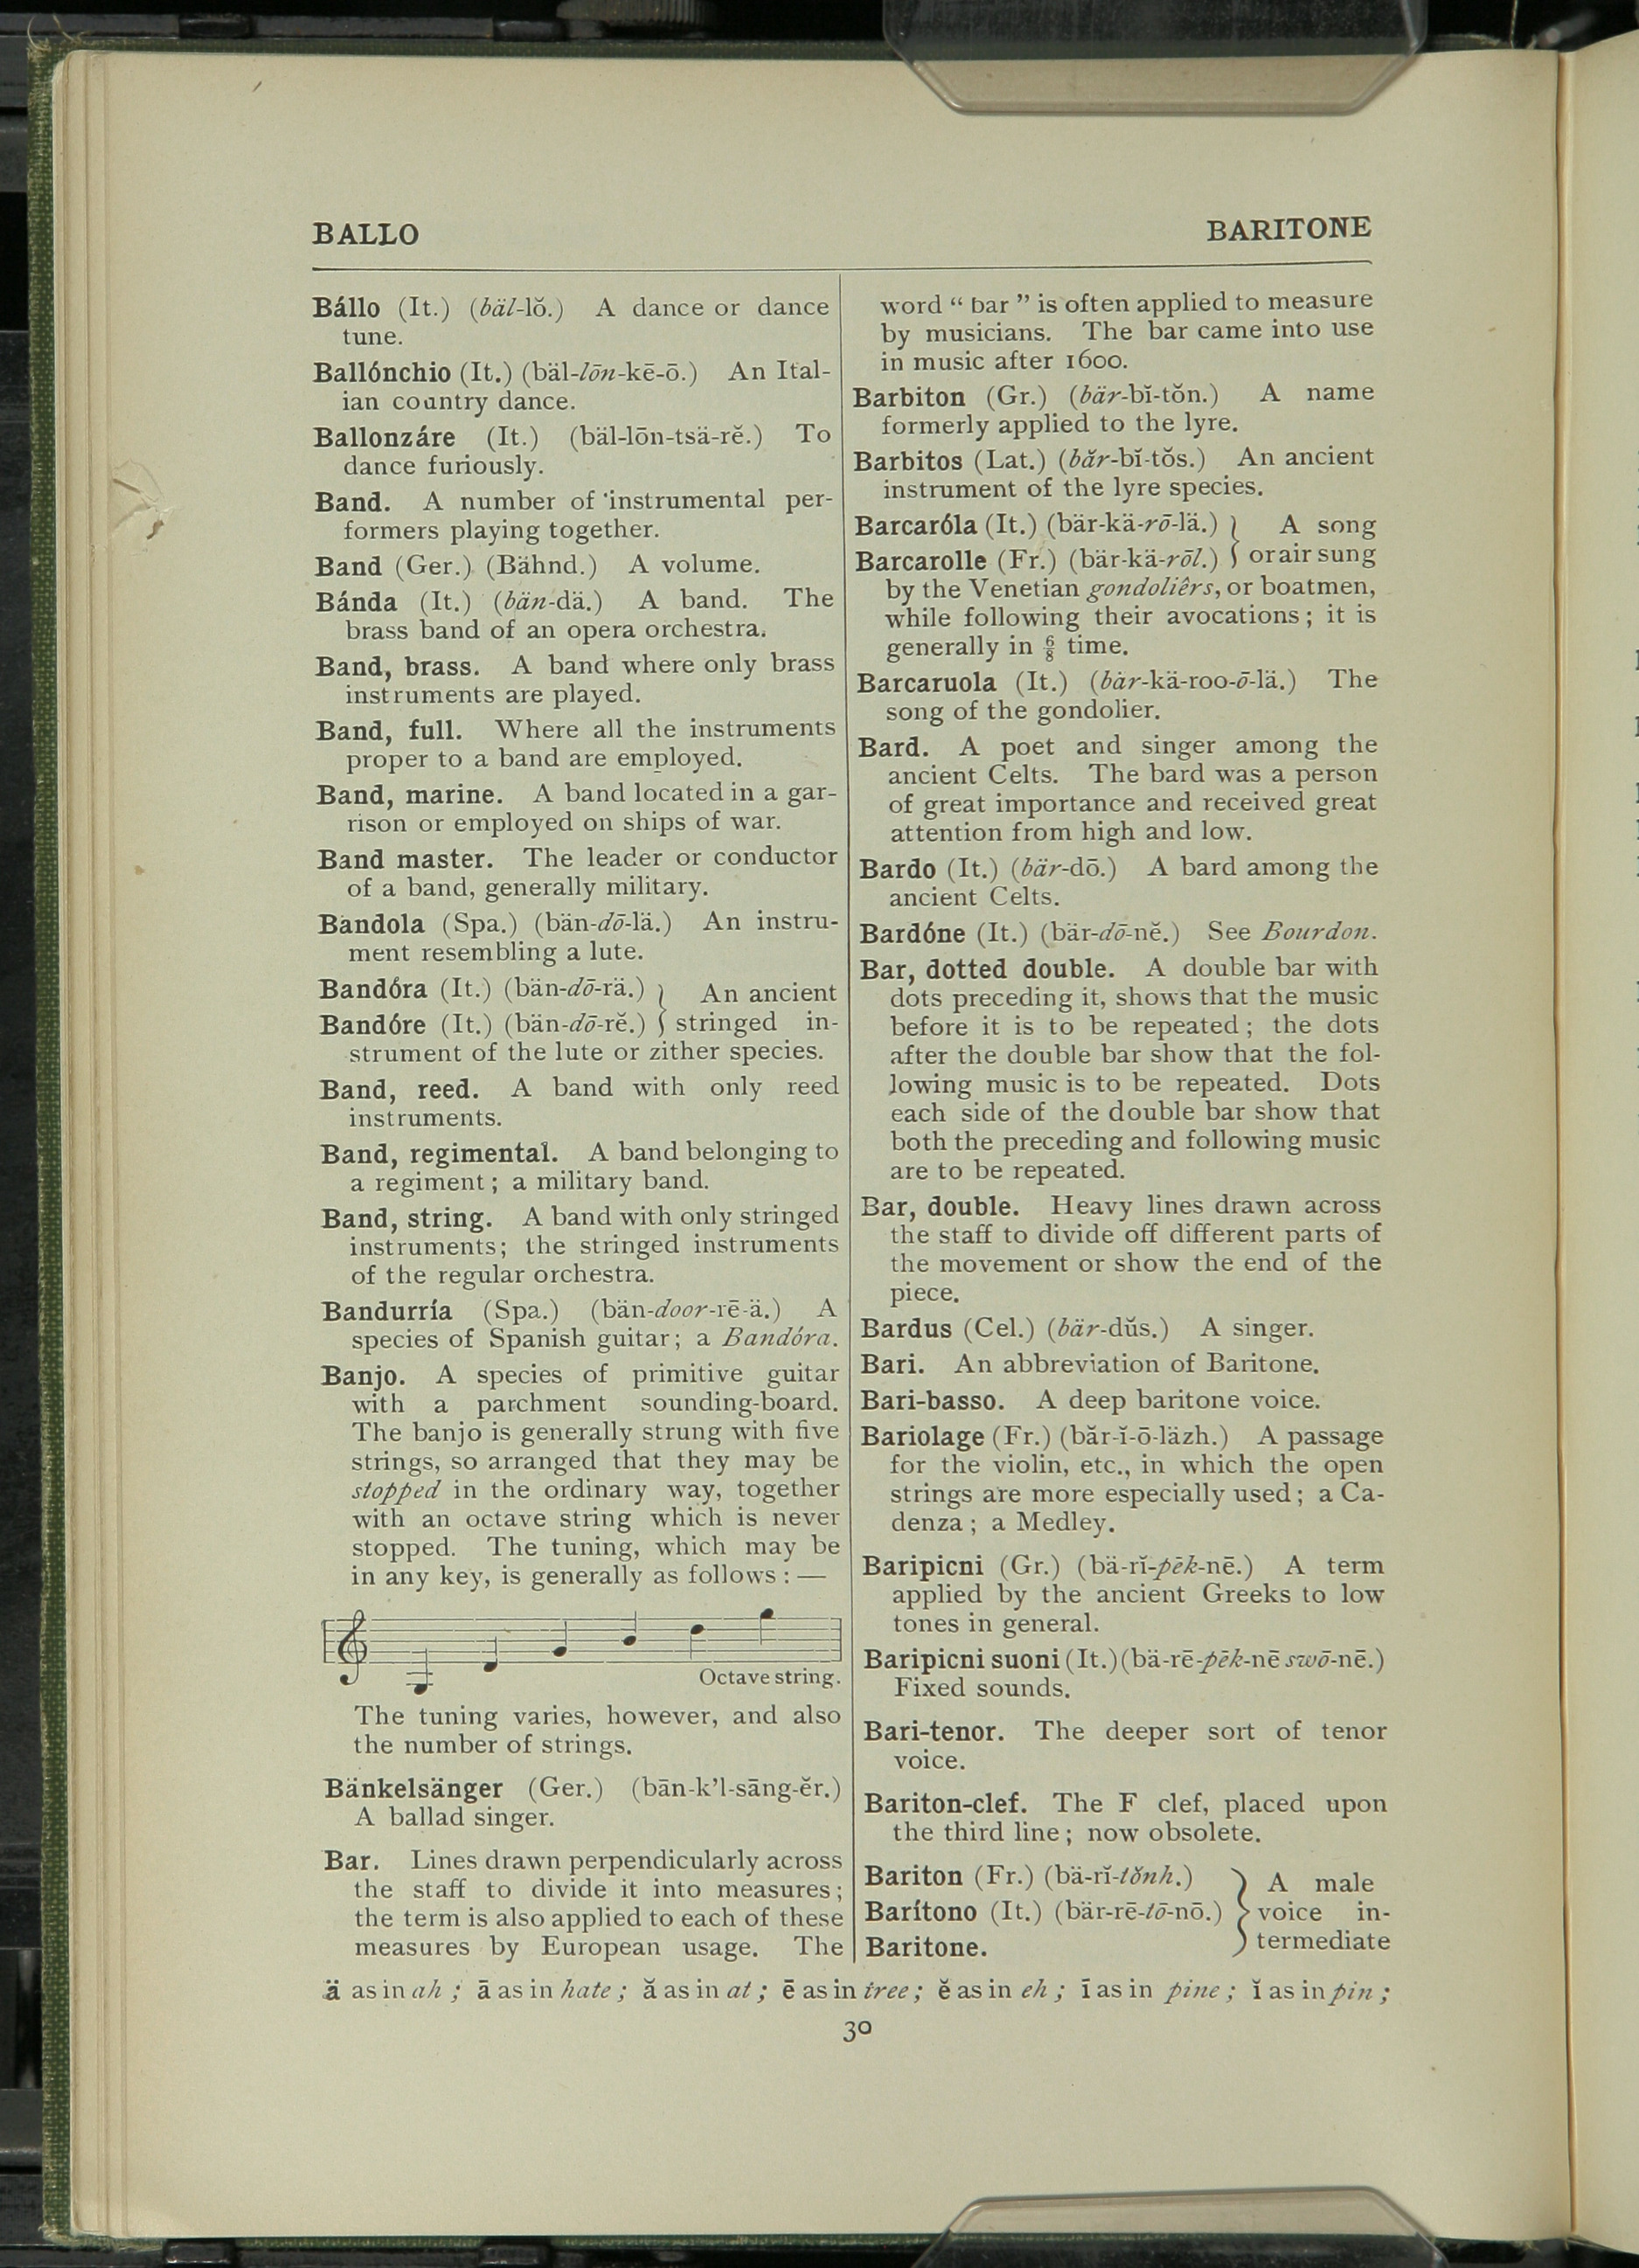 BALLO
BARITONE
Bállo (It.) (bäl-lŏ.) A dance or dance
tune.
Ballónchio (It.) (bäl-lōn-kē-ō.) An Ital-
ian country dance.
Ballonzáre (It.) (bäl-lōn-tsä-rĕ.) To
dance furiously.
Band. A number of instrumental per-
formers playing together.
Band (Ger.) (Bähnd.) A volume.
Bánda (It.) (bän-dä.) A band. The
brass band of an opera orchestra.
Band, brass. A band where only brass
instruments are played.
Band, full. Where all the instruments
proper to a band are employed.
Band, marine. A band located in a gar-
rison or employed on ships of war.
Band master. The leader or conductor
of a band, generally military.
Bandola (Spa.) (bän-dō-lä.) An instru-
ment resembling a lute.
Bandóra (It.) (bän-dō-rä.) } An ancient
Bandóre (It.) (bän-dō-rĕ.) } stringed in-
strument of the lute or zither species.
Band, reed. A band with only reed
instruments.
Band, regimental. A band belonging to
a regiment; a military band.
Band, string. A band with only stringed
instruments; the stringed instruments
of the regular orchestra.
Bandurría (Spa.) (bän-door-rē-ä.) A
species of Spanish guitar; a Bandóra.
Banjo. A species of primitive guitar
with a parchment sounding-board.
The banjo is generally strung with five
strings, so arranged that they may be
stopped in the ordinary way, together
with an octave string which is never
stopped. The tuning, which may be
in any key, is generally as follows: —
Octave string.
The tuning varies, however, and also
the number of strings.
Bänkelsänger (Ger.) (bān-k'l-sāng-ĕr.)
A ballad singer.
Bar. Lines drawn perpendicularly across
the staff to divide it into measures;
the term is also applied to each of these
measures by European usage. The
word “ bar ” is often applied to measure
by musicians. The bar came into use
in music after 1600.
Barbiton (Gr.) (bär-bĭ-tŏn.) A name
formerly applied to the lyre.
Barbitos (Lat.) (băr-bĭ-tŏs.) An ancient
instrument of the lyre species.
Barcaróla (It.) (bär-kä-rō-lä.) } A song
Barcarolle (Fr.) (bär-kä-rōl.) } or air sung
by the Venetian gondoliêrs, or boatmen,
while following their avocations; it is
generally in 6/8 time.
Barcaruola (It.) (bär-kä-roo-ō-lä.) The
song of the gondolier.
Bard. A poet and singer among the
ancient Celts. The bard was a person
of great importance and received great
attention from high and low.
Bardo (It.) (bär-dō.) A bard among the
ancient Celts.
Bardóne (It.) (bär-dō-nĕ.) See Bourdon.
Bar, dotted double. A double bar with
dots preceding it, shows that the music
before it is to be repeated; the dots
after the double bar show that the fol-
lowing music is to be repeated. Dots
each side of the double bar show that
both the preceding and following music
are to be repeated.
Bar, double. Heavy lines drawn across
the staff to divide off different parts of
the movement or show the end of the
piece.
Bardus (Cel.) (bär-dŭs.) A singer.
Bari. An abbreviation of Baritone.
Bari-basso. A deep baritone voice.
Bariolage (Fr.) (băr-ĭ-ō-läzh.) A passage
for the violin, etc., in which the open
strings are more especially used; a Ca-
denza; a Medley.
Baripicni (Gr.) (bä-rĭ-pēk-nē.) A term
applied by the ancient Greeks to low
tones in general.
Baripicni suoni (It.) (bä-rē-pēk-nē swō-nē.)
Fixed sounds.
Bari-tenor. The deeper sort of tenor
voice.
Bariton-clef. The F clef, placed upon
the third line; now obsolete.
Bariton (Fr.) (bä-rĭ-tŏnh.) } A male
Barítono (It.) (bär-rē-tō-nō.) } voice in-
Baritone. } termediate
ä as in ah; ā as in hate; ă as in at; ē as in tree; ĕ as in eh; ī as in pine; ĭ as in pin;
30